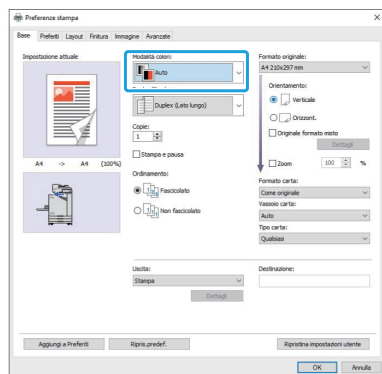 Preferenze stampa
Base Preferiti Layout Finitura Immagine Avanzate
Impostazione attuale
A4 -> A4 (100%)
Modalità colori:
Auto
Duplex (Lato lungo)
Copie:
1
Stampa e pausa
Ordinamento:
Fascicolato
Non fascicolato
Uscita:
Stampa
Dettagli
Formato originale:
A4 210x297 mm
Orientamento:
Verticale
Orizzont.
Originale formato misto
Dettagli
Zoom 100 %
Formato carta:
Come originale
Vassoio carta:
Auto
Tipo carta:
Qualsiasi
Destinazione:
Aggiungi a Preferiti Ripris.predef. Ripristina impostazioni utente
OK Annulla